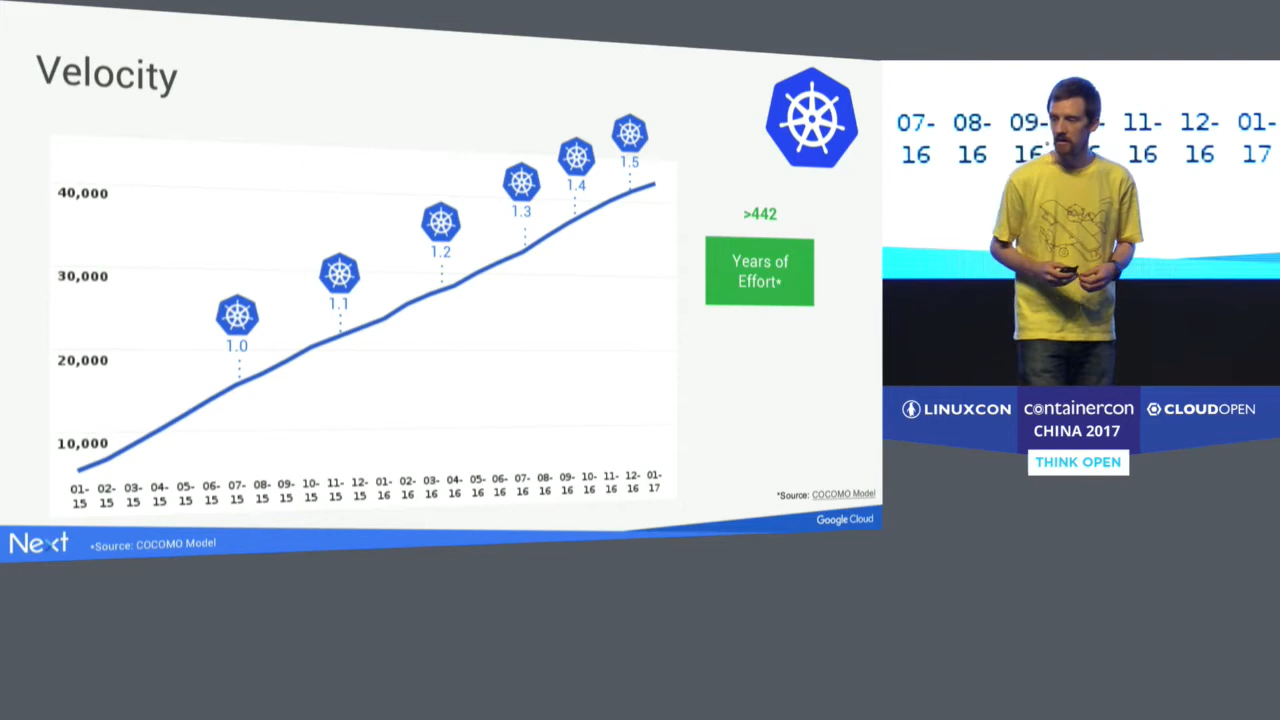 Velocity
40,000
30,000
20,000
10,000
1.0
1.1
1.2
1.3
1.4
1.5
01-15
02-15
03-15
04-15
05-15
06-15
07-15
08-15
09-15
10-15
11-15
12-15
01-16
02-16
03-16
04-16
05-16
06-16
07-16
08-16
09-16
10-16
11-16
12-16
01-17
>442
Years of
Effort*
*Source: COCOMO Model
Google Cloud
Next
*Source: COCOMO Model
07- 08- 09- 11- 12- 01-
16 16 16 16 16 17
LINUXCON
containercon
CHINA 2017
CLOUDOPEN
THINK OPEN